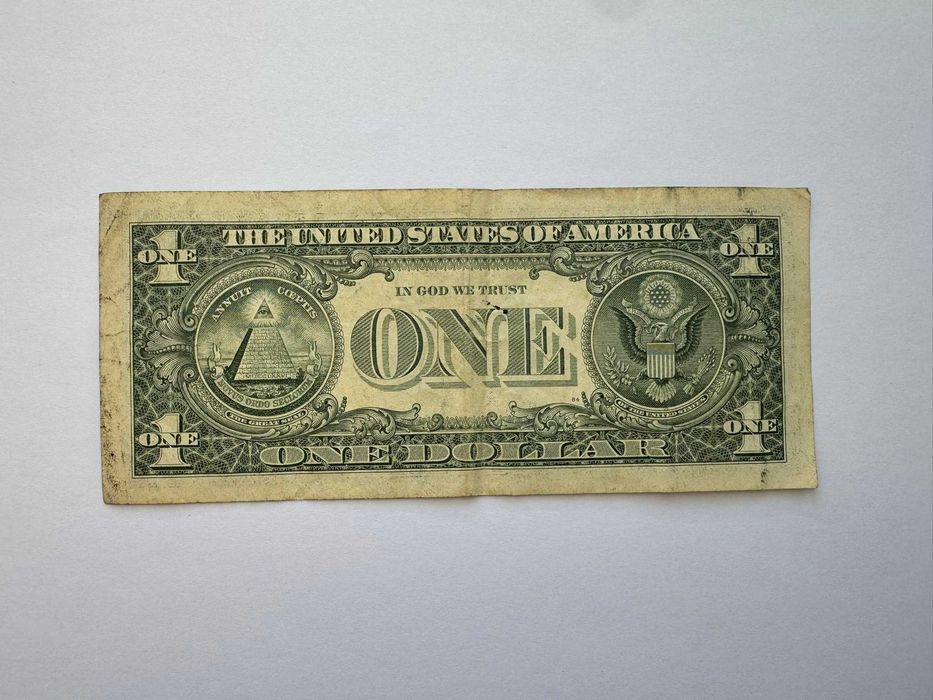 THE UNITED STATES OF AMERICA
1 ONE
1 ONE
IN GOD WE TRUST
ANNUIT CŒPTIS
ONE
NOVUS ORDO SECLORUM
THE GREAT SEAL
OF THE UNITED STATES
1 ONE
1 ONE
ONE DOLLAR